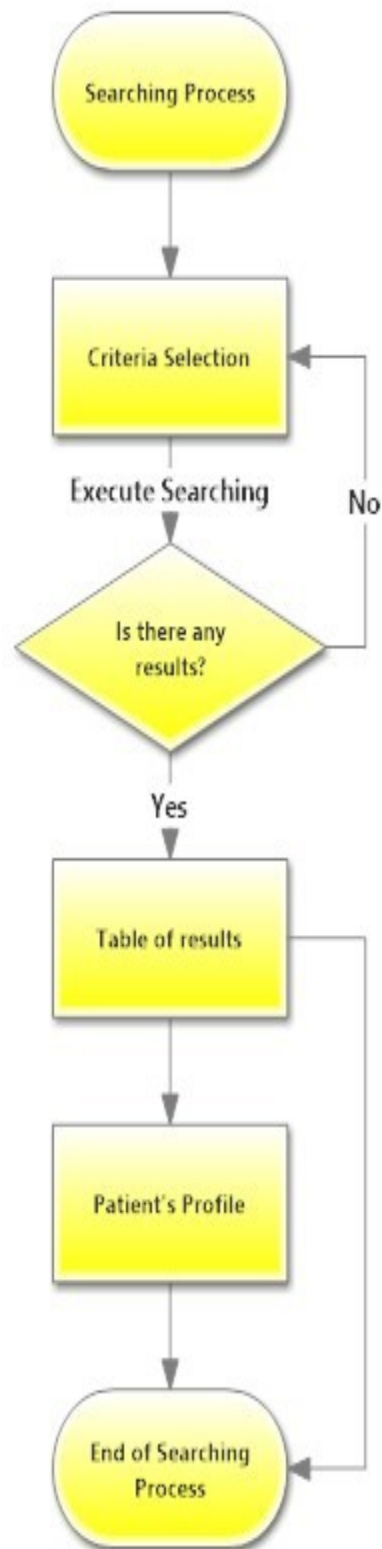 Searching Process
Criteria Selection
Execute Searching
No
Is there any
results?
Yes
Table of results
Patient's Profile
End of Searching
Process